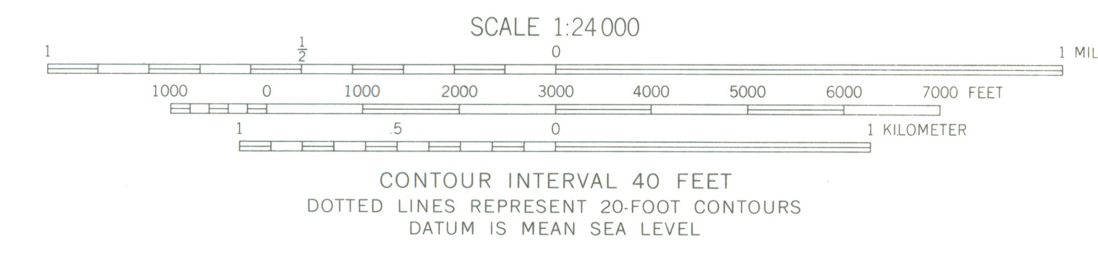 SCALE 1:24 000
1 1/2 0 1 MIL
1000 0 1000 2000 3000 4000 5000 6000 7000 FEET
1 .5 0 1 KILOMETER
CONTOUR INTERVAL 40 FEET
DOTTED LINES REPRESENT 20-FOOT CONTOURS
DATUM IS MEAN SEA LEVEL